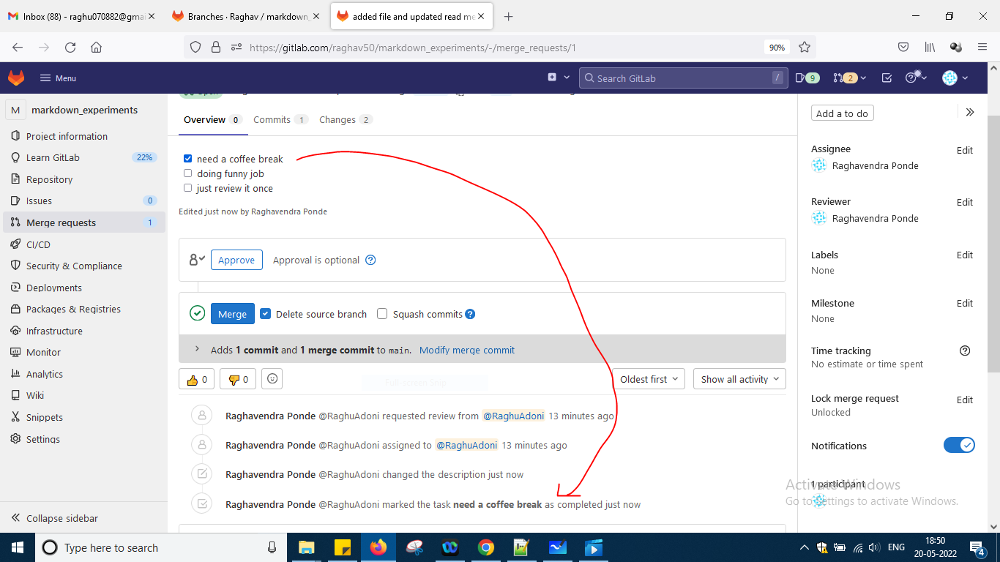 Inbox (88) - raghu070882@gmai
Branches · Raghav / markdown_
added file and updated read me
https://gitlab.com/raghav50/markdown_experiments/-/merge_requests/1
90%
Menu
Search GitLab
/
9
2
M
markdown_experiments
Project information
Learn GitLab
22%
Repository
Issues
0
Merge requests
1
CI/CD
Security & Compliance
Deployments
Packages & Registries
Infrastructure
Monitor
Analytics
Wiki
Snippets
Settings
Collapse sidebar
Overview 0
Commits 1
Changes 2
need a coffee break
doing funny job
just review it once
Edited just now by Raghavendra Ponde
Approve
Approval is optional
Merge
Delete source branch
Squash commits
Adds 1 commit and 1 merge commit to main. Modify merge commit
0
0
Full-screen Snip
Oldest first
Show all activity
Raghavendra Ponde @RaghuAdoni requested review from @RaghuAdoni 13 minutes ago
Raghavendra Ponde @RaghuAdoni assigned to @RaghuAdoni 13 minutes ago
Raghavendra Ponde @RaghuAdoni changed the description just now
Raghavendra Ponde @RaghuAdoni marked the task need a coffee break as completed just now
Add a to do
Assignee
Edit
Raghavendra Ponde
Reviewer
Edit
Raghavendra Ponde
Labels
Edit
None
Milestone
Edit
None
Time tracking
No estimate or time spent
Lock merge request
Edit
Unlocked
Notifications
1 participant
Activate Windows
Go to Settings to activate Windows.
Type here to search
ENG
18:50
20-05-2022
4